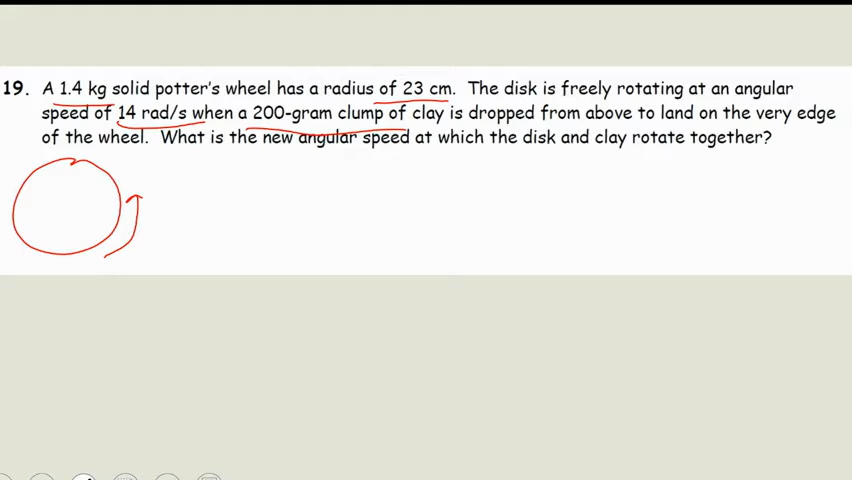 19. A 1.4 kg solid potter's wheel has a radius of 23 cm. The disk is freely rotating at an angular
speed of 14 rad/s when a 200-gram clump of clay is dropped from above to land on the very edge
of the wheel. What is the new angular speed at which the disk and clay rotate together?